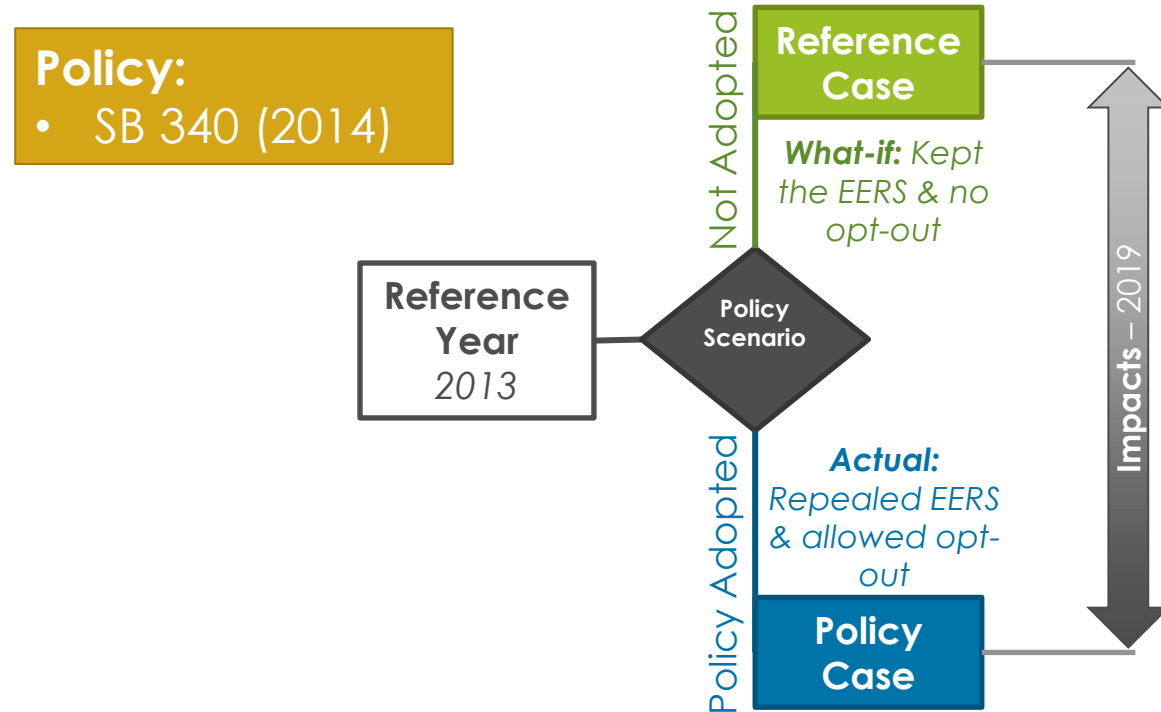 Policy:
• SB 340 (2014)
Reference
Year
2013
Policy
Scenario
Not Adopted
Reference
Case
What-if: Kept
the EERS & no
opt-out
Policy Adopted
Actual:
Repealed EERS
& allowed opt-
out
Policy
Case
Impacts – 2019